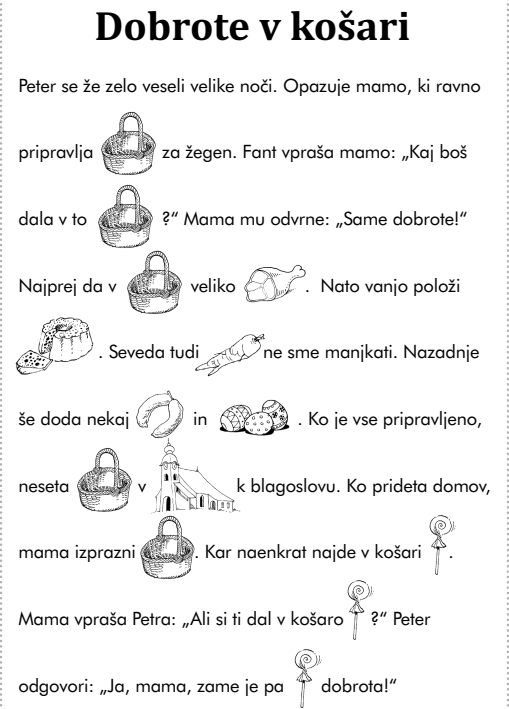 Dobrote v košari
Peter se že zelo veseli velike noči. Opazuje mamo, ki ravno
pripravlja za žegen. Fant vpraša mamo: „Kaj boš
dala v to ?“ Mama mu odvrne: „Same dobrote!“
Najprej da v veliko . Nato vanjo položi
. Seveda tudi ne sme manjkati. Nazadnje
še doda nekaj in . Ko je vse pripravljeno,
neseta v k blagoslovu. Ko prideta domov,
mama izprazni . Kar naenkrat najde v košari .
Mama vpraša Petra: „Ali si ti dal v košaro ?“ Peter
odgovori: „Ja, mama, zame je pa dobrota!“